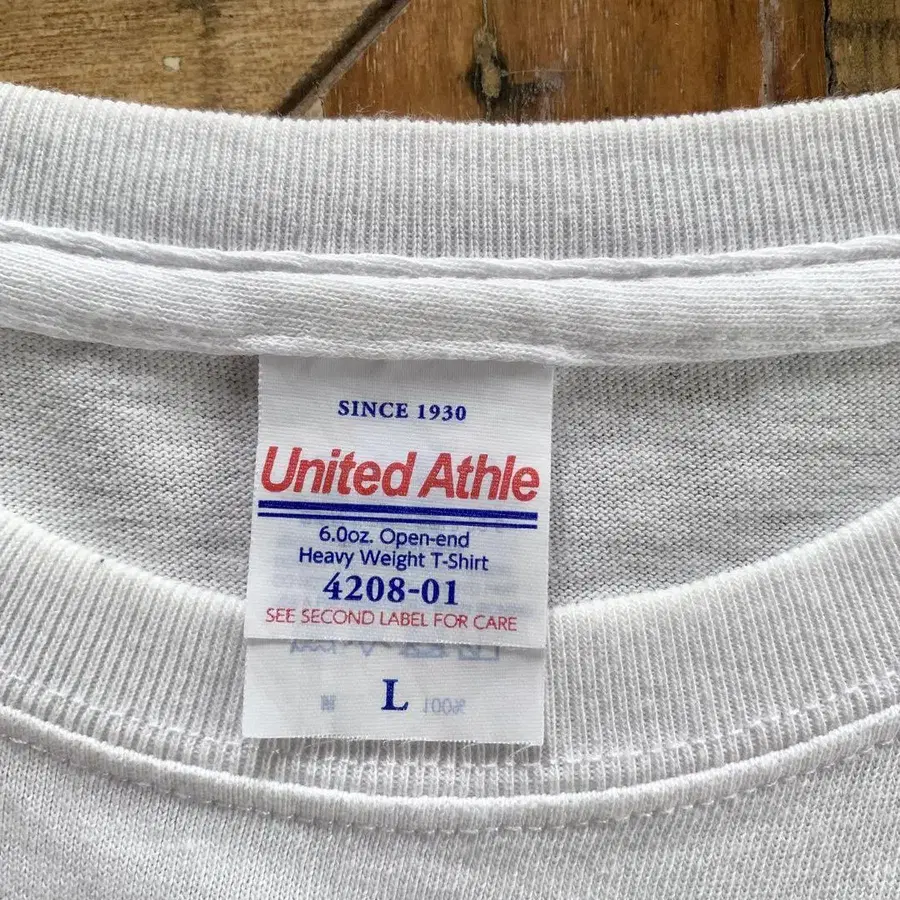 SINCE 1930
United Athle
6.0oz. Open-end
Heavy Weight T-Shirt
4208-01
SEE SECOND LABEL FOR CARE
L